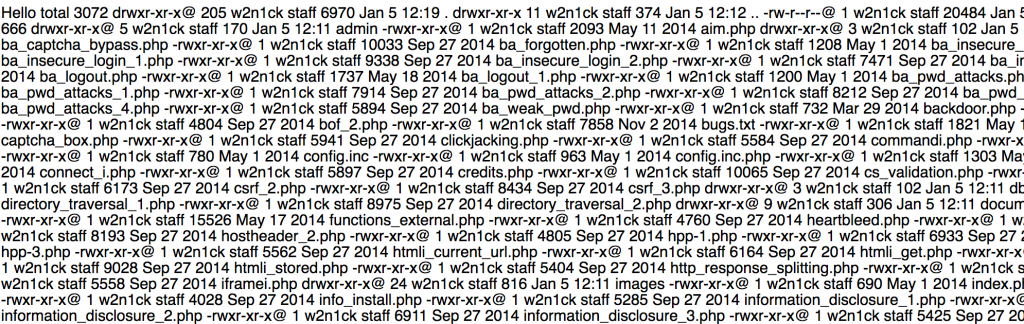 Hello total 3072 drwxr-xr-x@ 205 w2n1ck staff 6970 Jan 5 12:19 . drwxr-xr-x 11 w2n1ck staff 374 Jan 5 12:12 .. -rw-r--r--@ 1 w2n1ck staff 20484 Jan 5
666 drwxr-xr-x@ 5 w2n1ck staff 170 Jan 5 12:11 admin -rwxr-xr-x@ 1 w2n1ck staff 2093 May 11 2014 aim.php drwxr-xr-x@ 3 w2n1ck staff 102 Jan 5
ba_captcha_bypass.php -rwxr-xr-x@ 1 w2n1ck staff 10033 Sep 27 2014 ba_forgotten.php -rwxr-xr-x@ 1 w2n1ck staff 1208 May 1 2014 ba_insecure_
ba_insecure_login_1.php -rwxr-xr-x@ 1 w2n1ck staff 9338 Sep 27 2014 ba_insecure_login_2.php -rwxr-xr-x@ 1 w2n1ck staff 7471 Sep 27 2014 ba_in
2014 ba_logout.php -rwxr-xr-x@ 1 w2n1ck staff 1737 May 18 2014 ba_logout_1.php -rwxr-xr-x@ 1 w2n1ck staff 1200 May 1 2014 ba_pwd_attacks.ph
ba_pwd_attacks_1.php -rwxr-xr-x@ 1 w2n1ck staff 7914 Sep 27 2014 ba_pwd_attacks_2.php -rwxr-xr-x@ 1 w2n1ck staff 8212 Sep 27 2014 ba_pwd_
ba_pwd_attacks_4.php -rwxr-xr-x@ 1 w2n1ck staff 5894 Sep 27 2014 ba_weak_pwd.php -rwxr-xr-x@ 1 w2n1ck staff 732 Mar 29 2014 backdoor.php -
-rwxr-xr-x@ 1 w2n1ck staff 4804 Sep 27 2014 bof_2.php -rwxr-xr-x@ 1 w2n1ck staff 7858 Nov 2 2014 bugs.txt -rwxr-xr-x@ 1 w2n1ck staff 1821 May 1
captcha_box.php -rwxr-xr-x@ 1 w2n1ck staff 5941 Sep 27 2014 clickjacking.php -rwxr-xr-x@ 1 w2n1ck staff 5584 Sep 27 2014 commandi.php -rwxr-x
-rwxr-xr-x@ 1 w2n1ck staff 780 May 1 2014 config.inc -rwxr-xr-x@ 1 w2n1ck staff 963 May 1 2014 config.inc.php -rwxr-xr-x@ 1 w2n1ck staff 1303 Ma
2014 connect_i.php -rwxr-xr-x@ 1 w2n1ck staff 5897 Sep 27 2014 credits.php -rwxr-xr-x@ 1 w2n1ck staff 10065 Sep 27 2014 cs_validation.php -rwx
1 w2n1ck staff 6173 Sep 27 2014 csrf_2.php -rwxr-xr-x@ 1 w2n1ck staff 8434 Sep 27 2014 csrf_3.php drwxr-xr-x@ 3 w2n1ck staff 102 Jan 5 12:11 db
directory_traversal_1.php -rwxr-xr-x@ 1 w2n1ck staff 8975 Sep 27 2014 directory_traversal_2.php drwxr-xr-x@ 9 w2n1ck staff 306 Jan 5 12:11 docum
-rwxr-xr-x@ 1 w2n1ck staff 15526 May 17 2014 functions_external.php -rwxr-xr-x@ 1 w2n1ck staff 4760 Sep 27 2014 heartbleed.php -rwxr-xr-x@ 1 w
w2n1ck staff 8193 Sep 27 2014 hostheader_2.php -rwxr-xr-x@ 1 w2n1ck staff 4805 Sep 27 2014 hpp-1.php -rwxr-xr-x@ 1 w2n1ck staff 6933 Sep 27 2
hpp-3.php -rwxr-xr-x@ 1 w2n1ck staff 5562 Sep 27 2014 htmli_current_url.php -rwxr-xr-x@ 1 w2n1ck staff 6164 Sep 27 2014 htmli_get.php -rwxr-xr-x
1 w2n1ck staff 9028 Sep 27 2014 htmli_stored.php -rwxr-xr-x@ 1 w2n1ck staff 5404 Sep 27 2014 http_response_splitting.php -rwxr-xr-x@ 1 w2n1ck s
w2n1ck staff 5558 Sep 27 2014 iframei.php drwxr-xr-x@ 24 w2n1ck staff 816 Jan 5 12:11 images -rwxr-xr-x@ 1 w2n1ck staff 690 May 1 2014 index.p
-rwxr-xr-x@ 1 w2n1ck staff 4028 Sep 27 2014 info_install.php -rwxr-xr-x@ 1 w2n1ck staff 5285 Sep 27 2014 information_disclosure_1.php -rwxr-xr-x@
information_disclosure_2.php -rwxr-xr-x@ 1 w2n1ck staff 6911 Sep 27 2014 information_disclosure_3.php -rwxr-xr-x@ 1 w2n1ck staff 5425 Sep 27 20